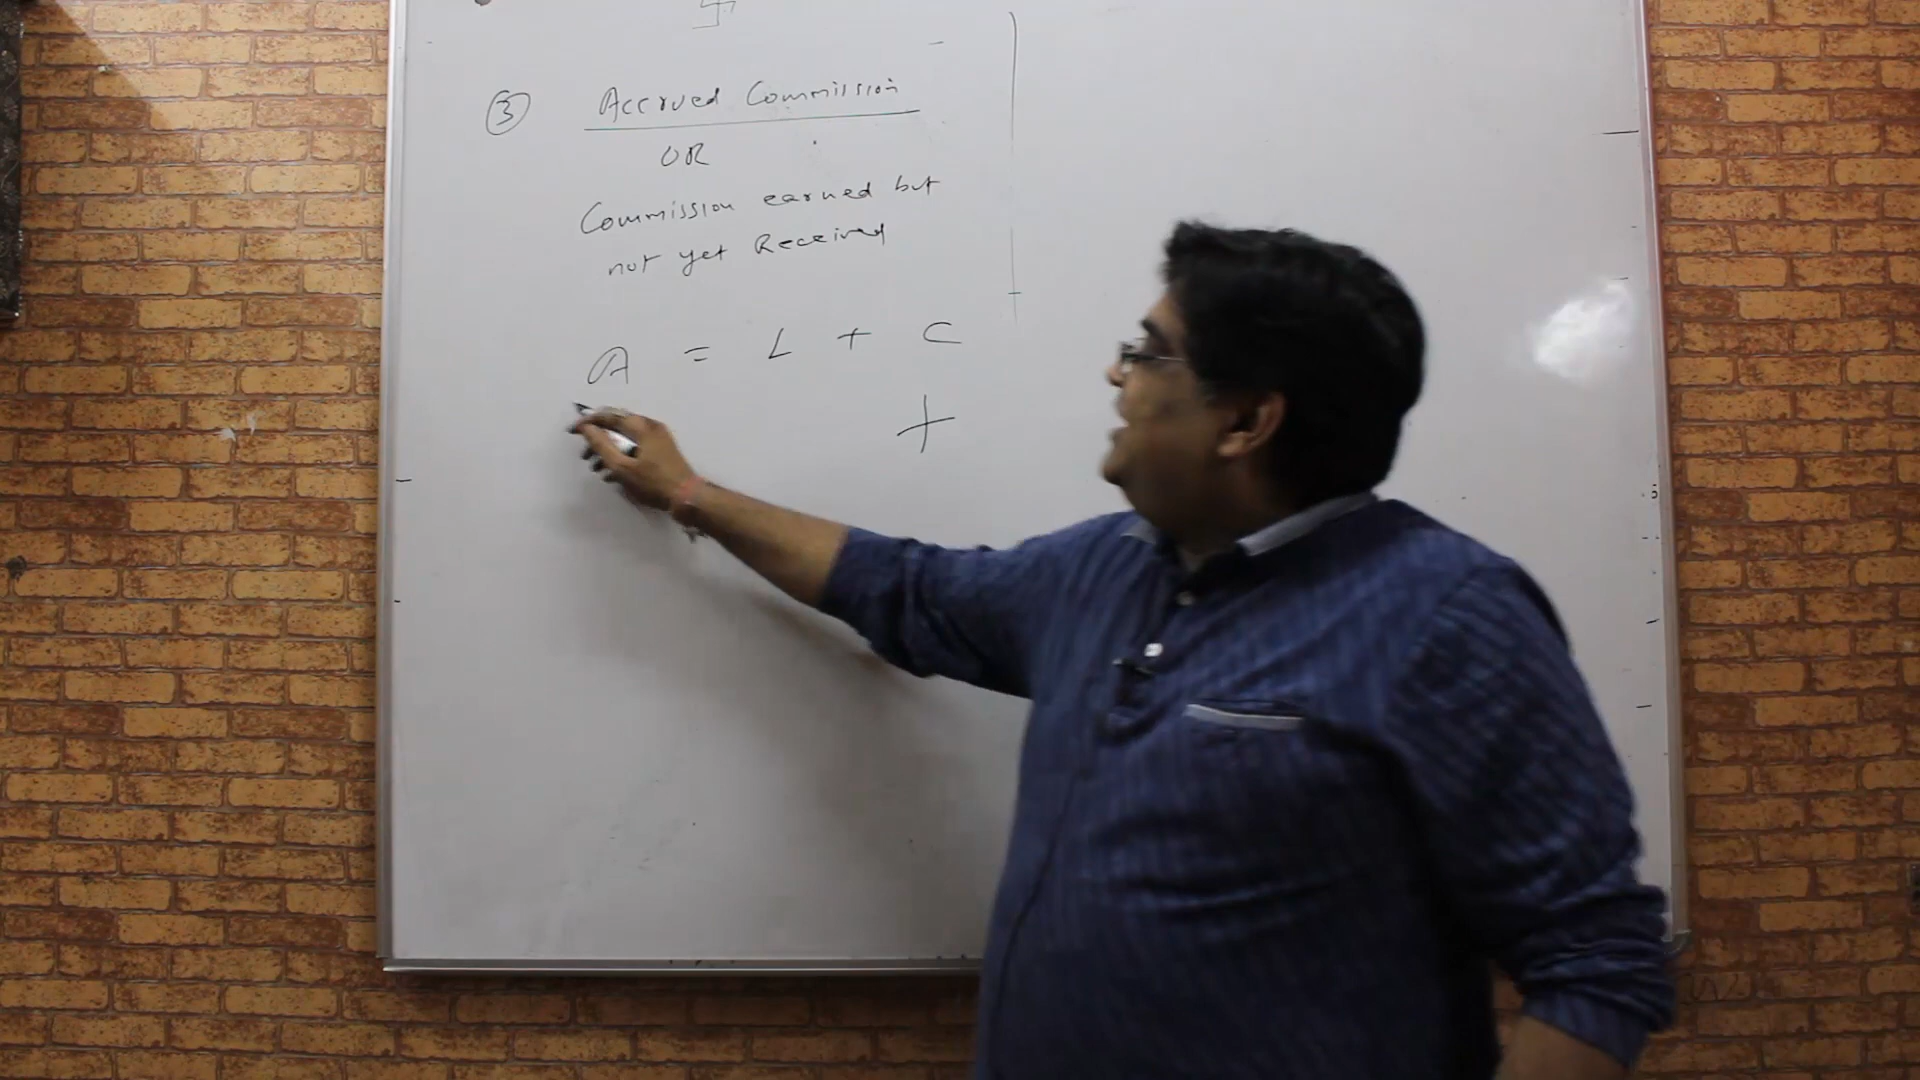 ③ Accrued Commission
OR
Commission earned but
not yet Received
A = L + C
+